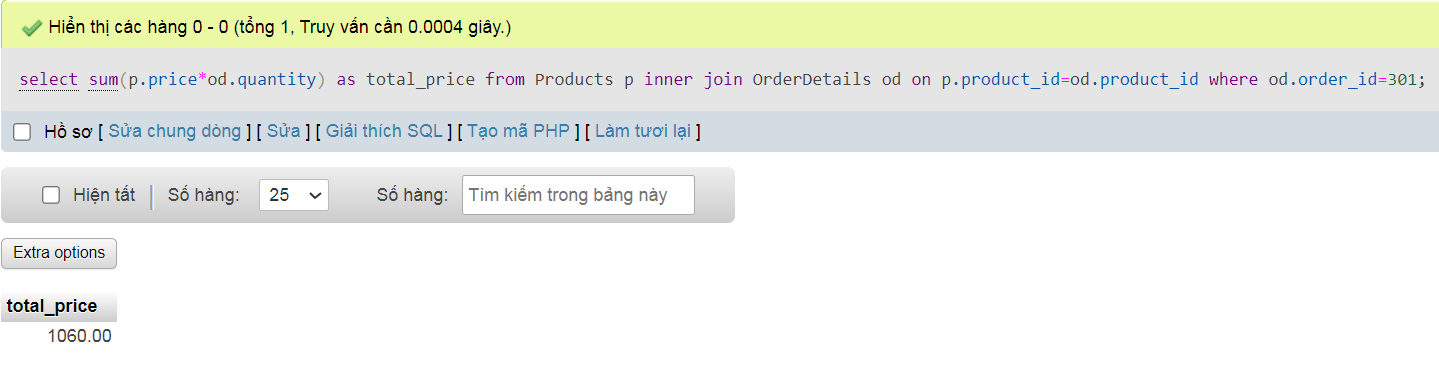 Hiển thị các hàng 0 - 0 (tổng 1, Truy vấn cần 0.0004 giây.)
select sum(p.price*od.quantity) as total_price from Products p inner join OrderDetails od on p.product_id=od.product_id where od.order_id=301;
Hồ sơ [ Sửa chung dòng ] [ Sửa ] [ Giải thích SQL ] [ Tạo mã PHP ] [ Làm tươi lại ]
Hiện tất Số hàng: 25 Số hàng: Tìm kiếm trong bảng này
Extra options
total_price
1060.00